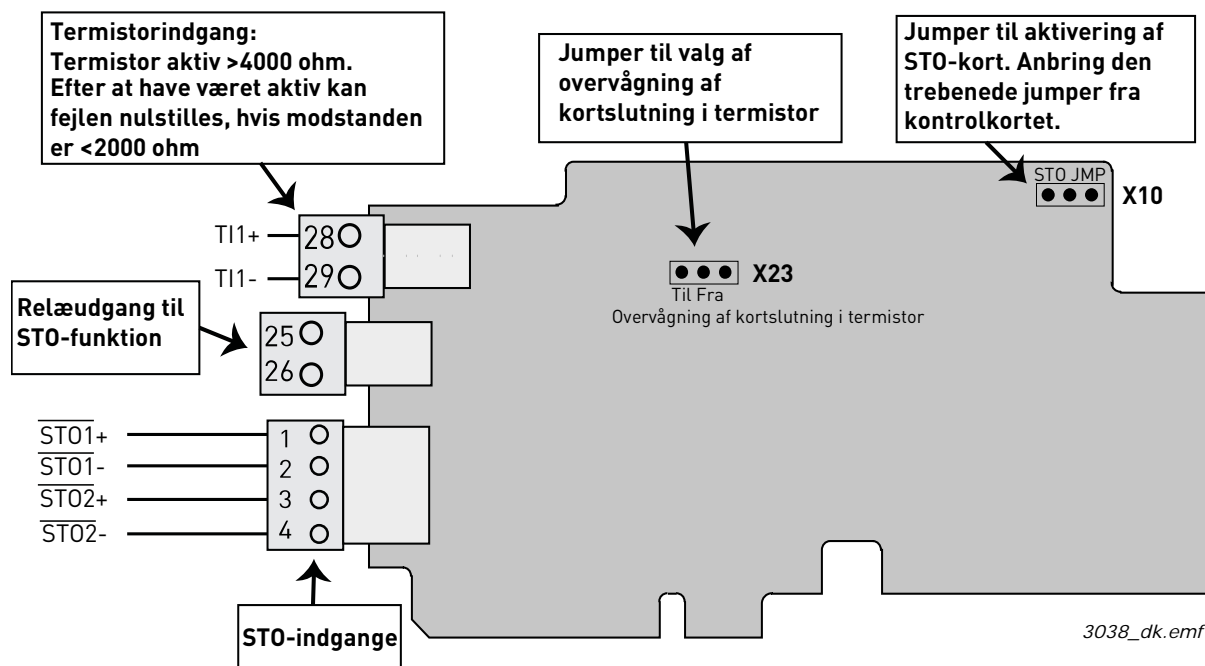 Termistorindgang:
Termistor aktiv >4000 ohm.
Efter at have været aktiv kan
fejlen nulstilles, hvis modstanden
er <2000 ohm
Jumper til valg af
overvågning af
kortslutning i termistor
Jumper til aktivering af
STO-kort. Anbring den
trebenede jumper fra
kontrolkortet.
STO JMP
X10
TI1+
28
TI1-
29
X23
Til Fra
Overvågning af kortslutning i termistor
Relæudgang til
STO-funktion
25
26
STO1+
1
STO1-
2
STO2+
3
STO2-
4
STO-indgange
3038_dk.emf